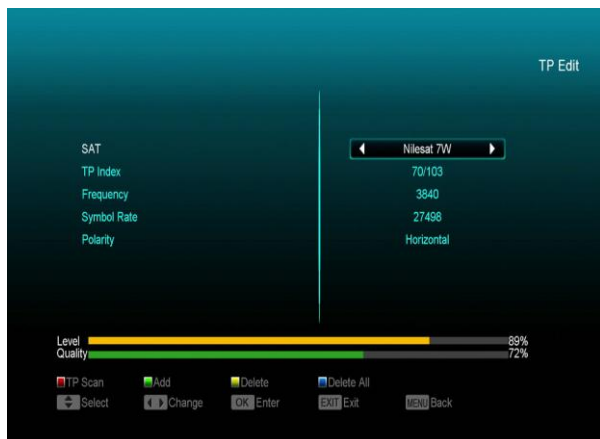 TP Edit
SAT Nilesat 7W
TP Index 70/103
Frequency 3840
Symbol Rate 27498
Polarity Horizontal
Level 89%
Quality 72%
TP Scan Add Delete Delete All
Select Change OK Enter EXIT Exit MENU Back